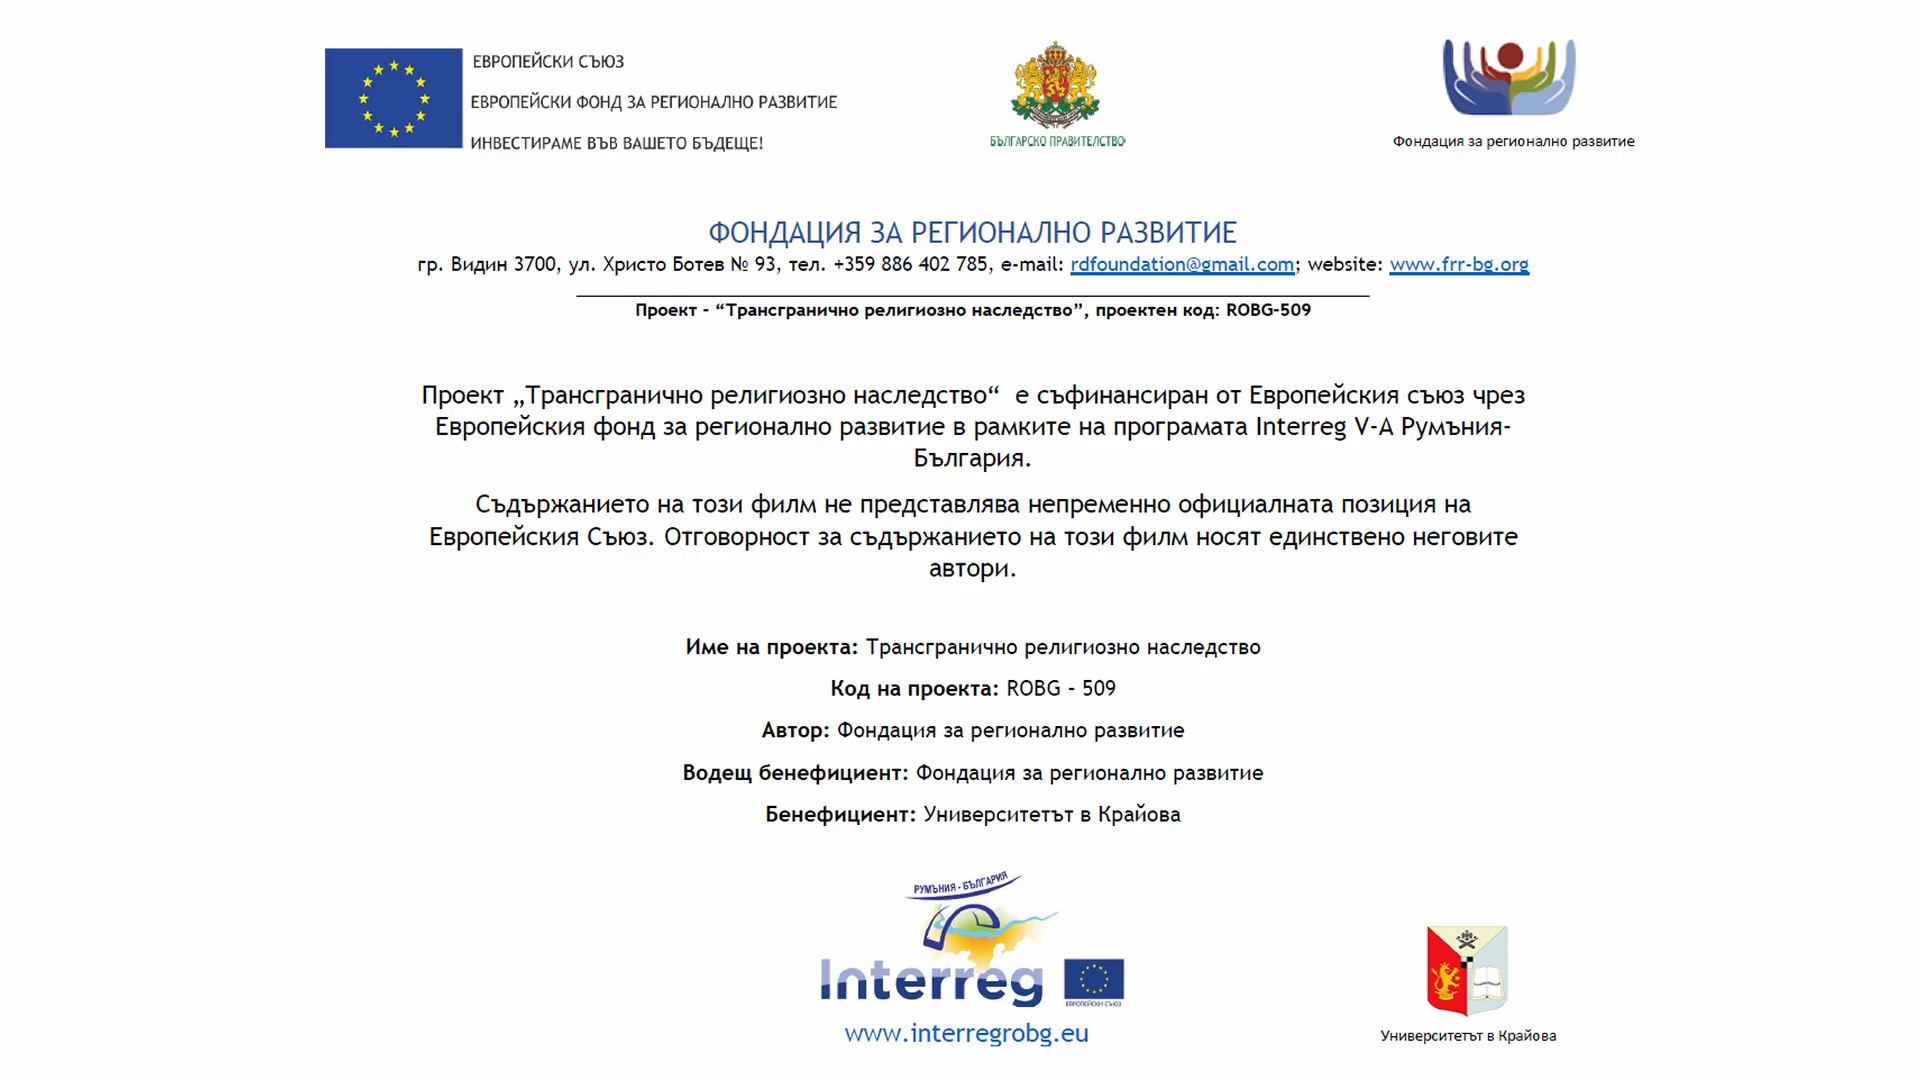 ЕВРОПЕЙСКИ СЪЮЗ
ЕВРОПЕЙСКИ ФОНД ЗА РЕГИОНАЛНО РАЗВИТИЕ
ИНВЕСТИРАМЕ ВЪВ ВАШЕТО БЪДЕЩЕ!
БЪЛГАРСКО ПРАВИТЕЛСТВО
Фондация за регионално развитие
ФОНДАЦИЯ ЗА РЕГИОНАЛНО РАЗВИТИЕ
гр. Видин 3700, ул. Христо Ботев № 93, тел. +359 886 402 785, e-mail: rdfoundation@gmail.com; website: www.frr-bg.org
Проект - “Трансгранично религиозно наследство”, проектен код: ROBG-509
Проект „Трансгранично религиозно наследство“ е съфинансиран от Европейския съюз чрез
Европейския фонд за регионално развитие в рамките на програмата Interreg V-A Румъния-
България.
Съдържанието на този филм не представлява непременно официалната позиция на
Европейския Съюз. Отговорност за съдържанието на този филм носят единствено неговите
автори.
Име на проекта: Трансгранично религиозно наследство
Код на проекта: ROBG - 509
Автор: Фондация за регионално развитие
Водещ бенефициент: Фондация за регионално развитие
Бенефициент: Университетът в Крайова
РУМЪНИЯ - БЪЛГАРИЯ
Interreg
ЕВРОПЕЙСКИ СЪЮЗ
www.interregrobg.eu
Университетът в Крайова